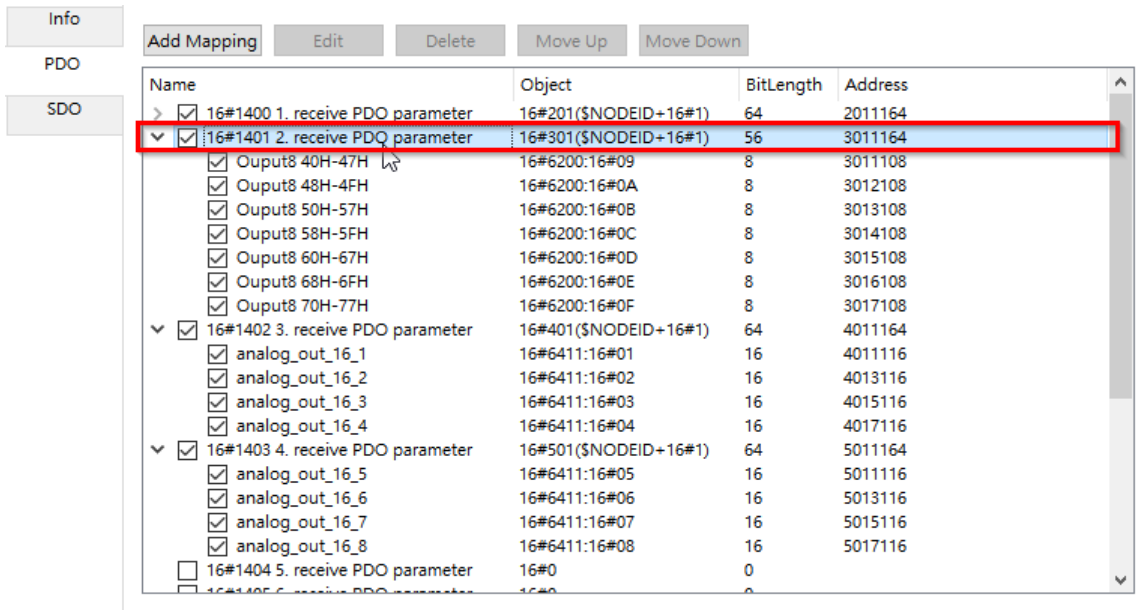 Info
PDO
SDO
Add Mapping Edit Delete Move Up Move Down
Name Object BitLength Address
16#1400 1. receive PDO parameter 16#201($NODEID+16#1) 64 2011164
16#1401 2. receive PDO parameter 16#301($NODEID+16#1) 56 3011164
Ouput8 40H-47H 16#6200:16#09 8 3011108
Ouput8 48H-4FH 16#6200:16#0A 8 3012108
Ouput8 50H-57H 16#6200:16#0B 8 3013108
Ouput8 58H-5FH 16#6200:16#0C 8 3014108
Ouput8 60H-67H 16#6200:16#0D 8 3015108
Ouput8 68H-6FH 16#6200:16#0E 8 3016108
Ouput8 70H-77H 16#6200:16#0F 8 3017108
16#1402 3. receive PDO parameter 16#401($NODEID+16#1) 64 4011164
analog_out_16_1 16#6411:16#01 16 4011116
analog_out_16_2 16#6411:16#02 16 4013116
analog_out_16_3 16#6411:16#03 16 4015116
analog_out_16_4 16#6411:16#04 16 4017116
16#1403 4. receive PDO parameter 16#501($NODEID+16#1) 64 5011164
analog_out_16_5 16#6411:16#05 16 5011116
analog_out_16_6 16#6411:16#06 16 5013116
analog_out_16_7 16#6411:16#07 16 5015116
analog_out_16_8 16#6411:16#08 16 5017116
16#1404 5. receive PDO parameter 16#0 0
16#1405 6. receive PDO parameter 16#0 0